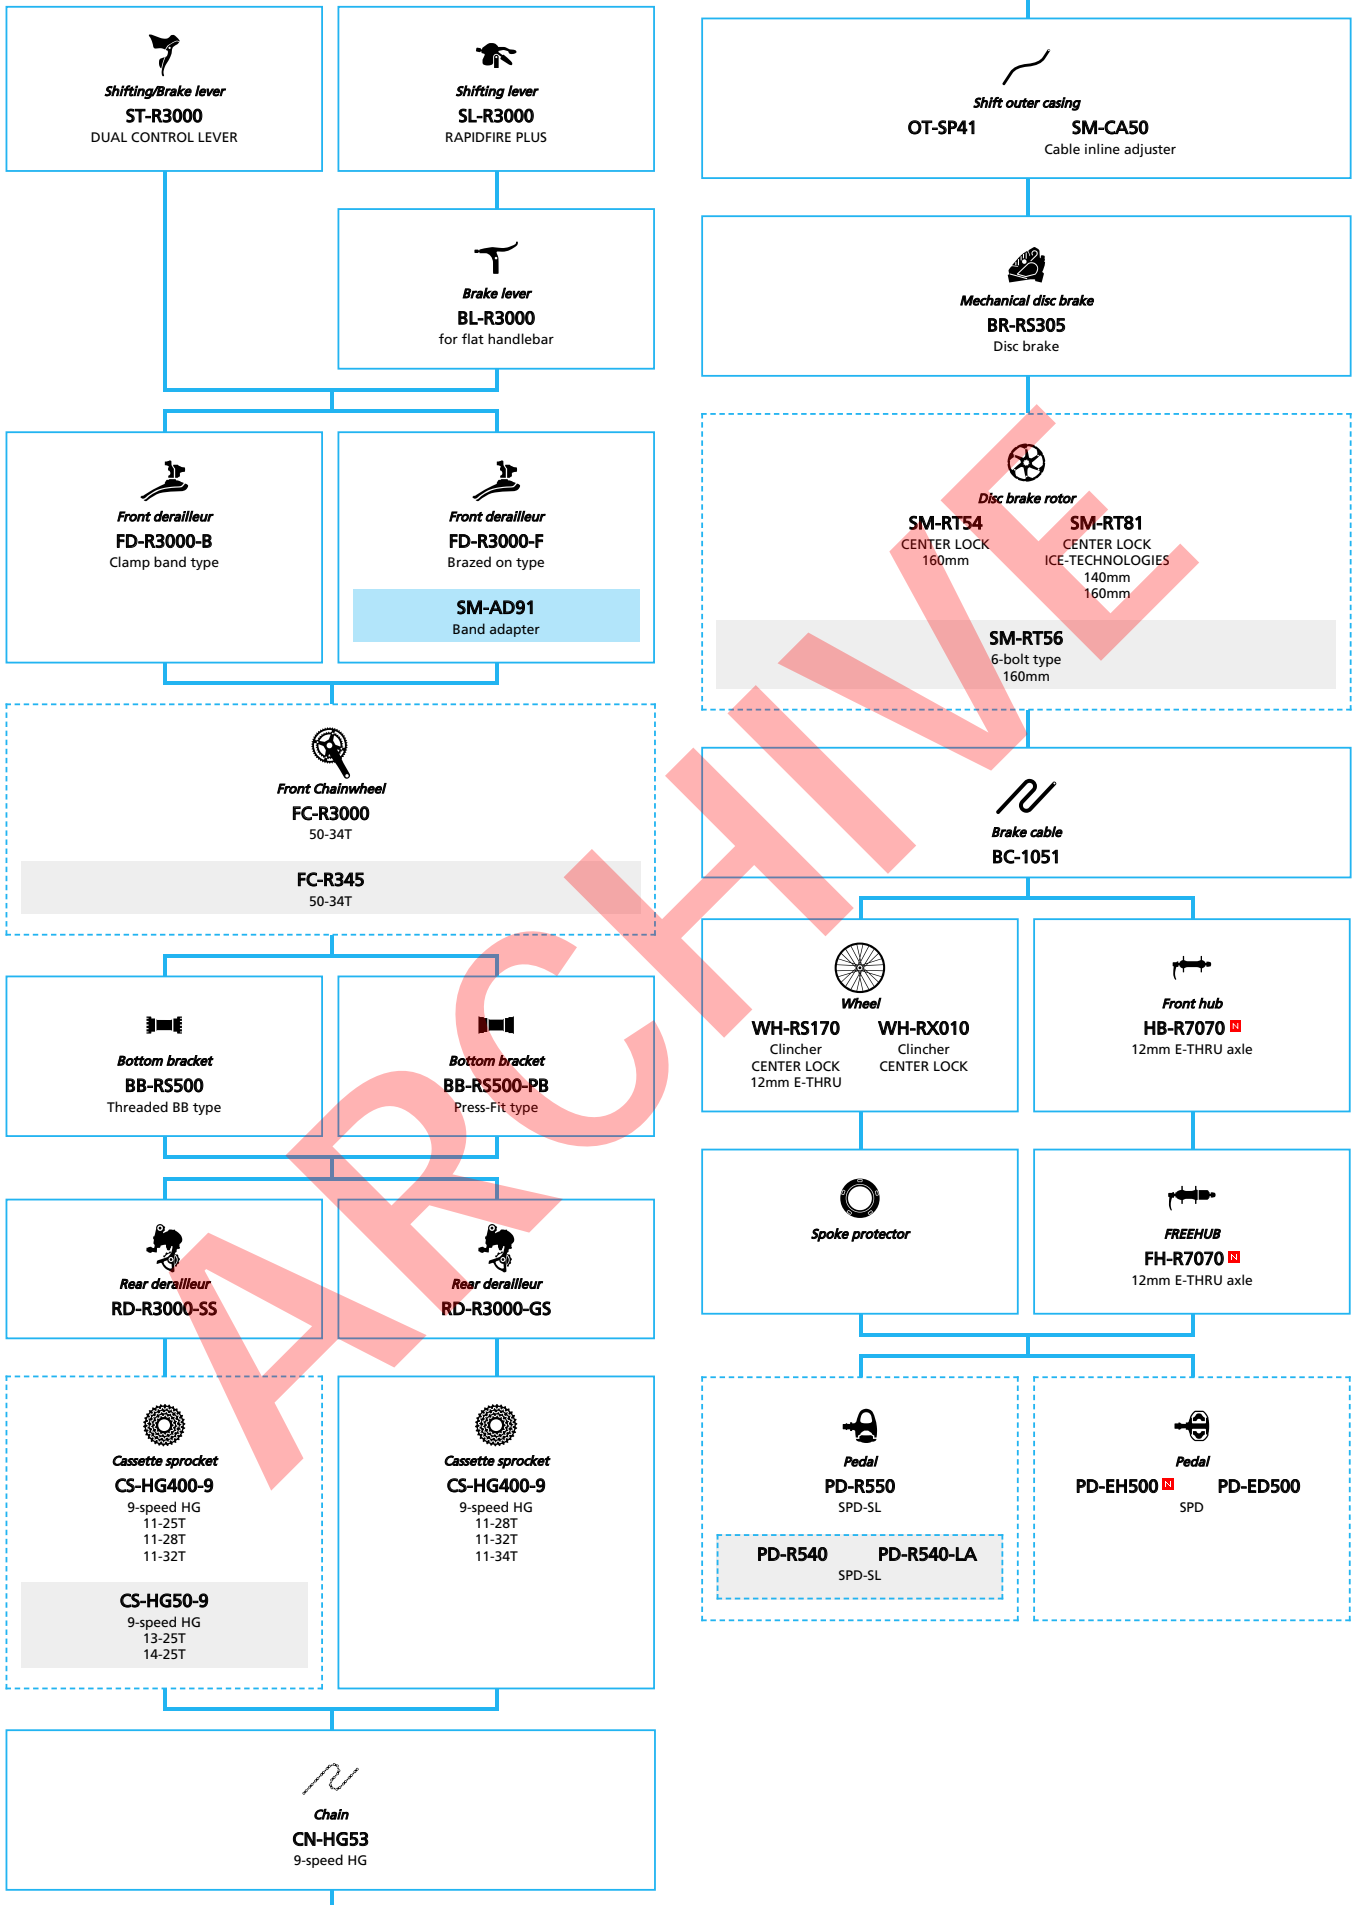 Shifting/Brake lever
ST-R3000
DUAL CONTROL LEVER
Shifting lever
SL-R3000
RAPIDFIRE PLUS
Brake lever
BL-R3000
for flat handlebar
Front derailleur
FD-R3000-B
Clamp band type
Front derailleur
FD-R3000-F
Brazed on type
SM-AD91
Band adapter
Front Chainwheel
FC-R3000
50-34T
FC-R345
50-34T
Bottom bracket
BB-RS500
Threaded BB type
Bottom bracket
BB-RS500-PB
Press-Fit type
Rear derailleur
RD-R3000-SS
Rear derailleur
RD-R3000-GS
Cassette sprocket
CS-HG400-9
9-speed HG
11-25T
11-28T
11-32T
CS-HG50-9
9-speed HG
13-25T
14-25T
Cassette sprocket
CS-HG400-9
9-speed HG
11-28T
11-32T
11-34T
Chain
CN-HG53
9-speed HG
Shift outer casing
OT-SP41
SM-CA50
Cable inline adjuster
Mechanical disc brake
BR-RS305
Disc brake
Disc brake rotor
SM-RT54
CENTER LOCK
160mm
SM-RT81
CENTER LOCK
ICE-TECHNOLOGIES
140mm
160mm
SM-RT56
6-bolt type
160mm
Brake cable
BC-1051
Wheel
WH-RS170
Clincher
CENTER LOCK
12mm E-THRU
WH-RX010
Clincher
CENTER LOCK
Front hub
HB-R7070 N
12mm E-THRU axle
Spoke protector
FREEHUB
FH-R7070 N
12mm E-THRU axle
Pedal
PD-R550
SPD-SL
PD-R540 PD-R540-LA
SPD-SL
Pedal
PD-EH500 N PD-ED500
SPD
ARCHIVE